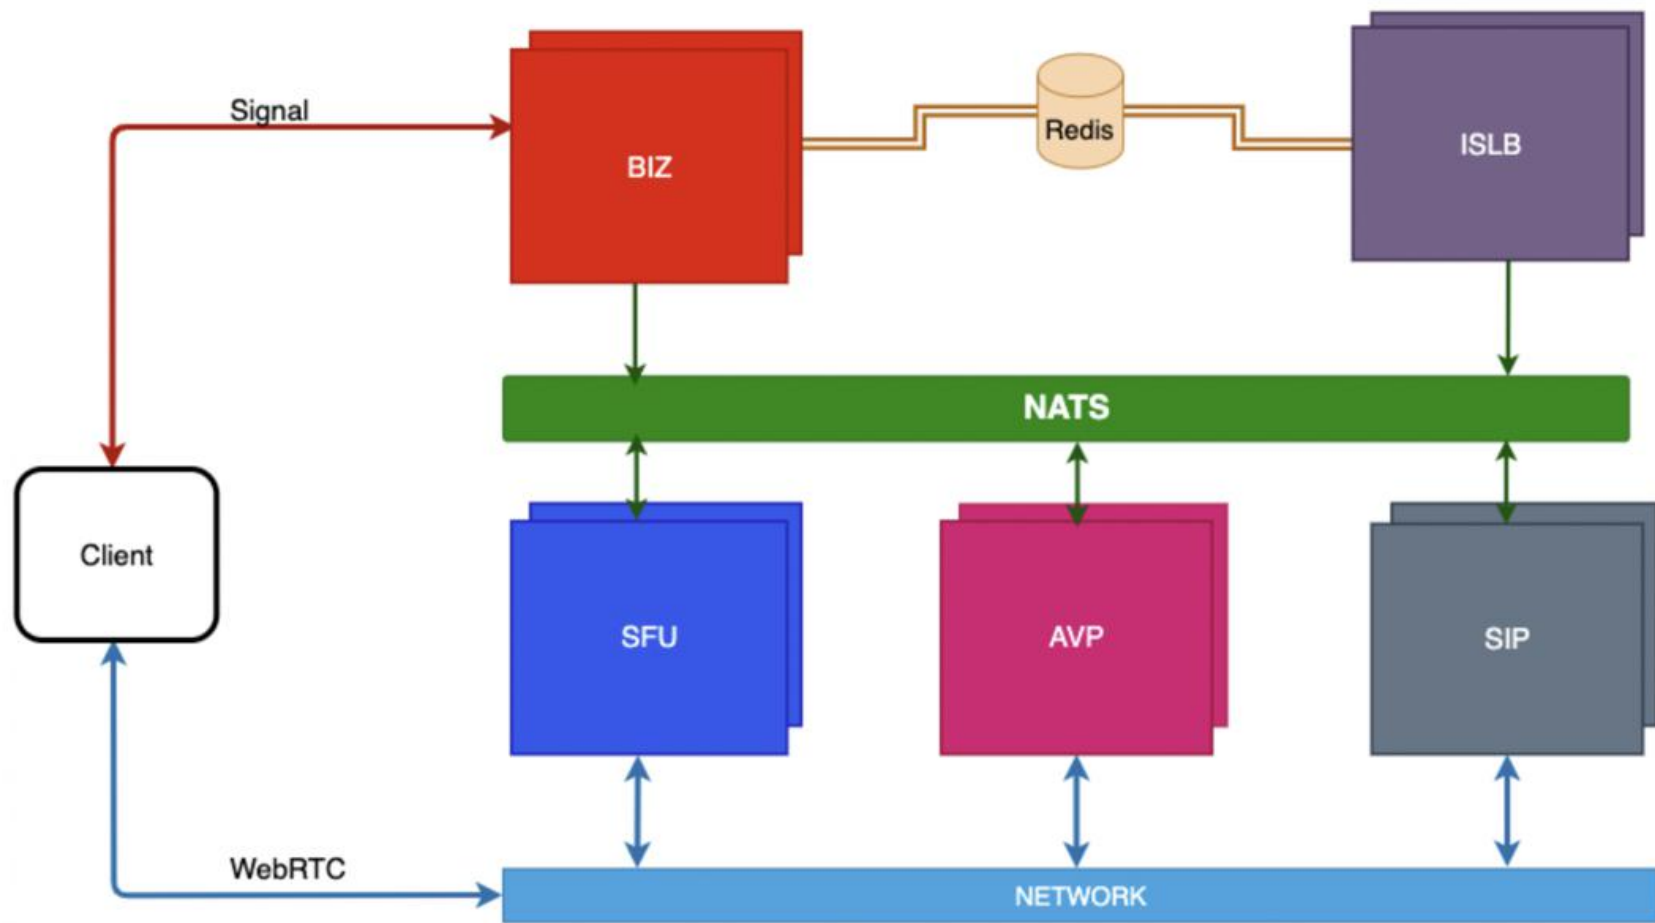 Signal
BIZ
Redis
ISLB
NATS
Client
SFU
AVP
SIP
WebRTC
NETWORK